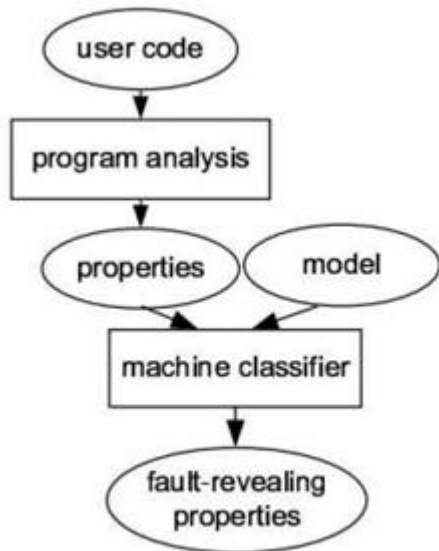 user code
program analysis
properties
model
machine classifier
fault-revealing
properties